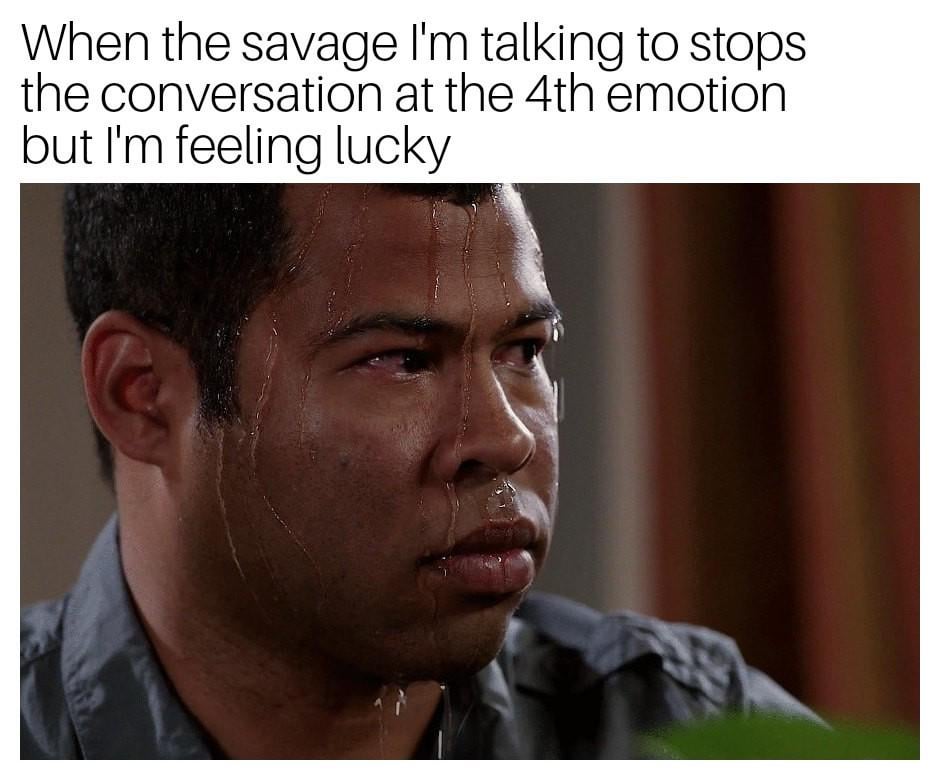 When the savage I'm talking to stops
the conversation at the 4th emotion
but I'm feeling lucky